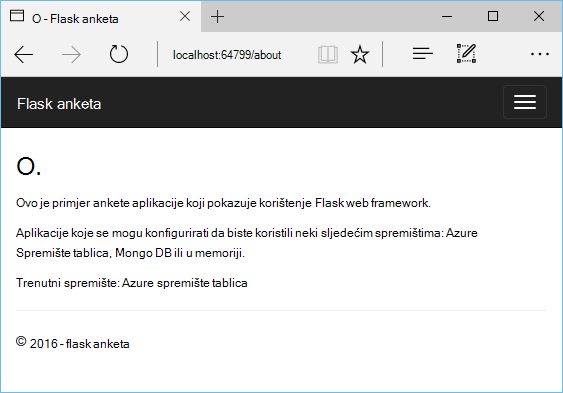 O - Flask anketa
localhost:64799/about
Flask anketa
O.
Ovo je primjer ankete aplikacije koji pokazuje korištenje Flask web framework.
Aplikacije koje se mogu konfigurirati da biste koristili neki sljedećim spremištima: Azure
Spremište tablica, Mongo DB ili u memoriji.
Trenutni spremište: Azure spremište tablica
© 2016 - flask anketa